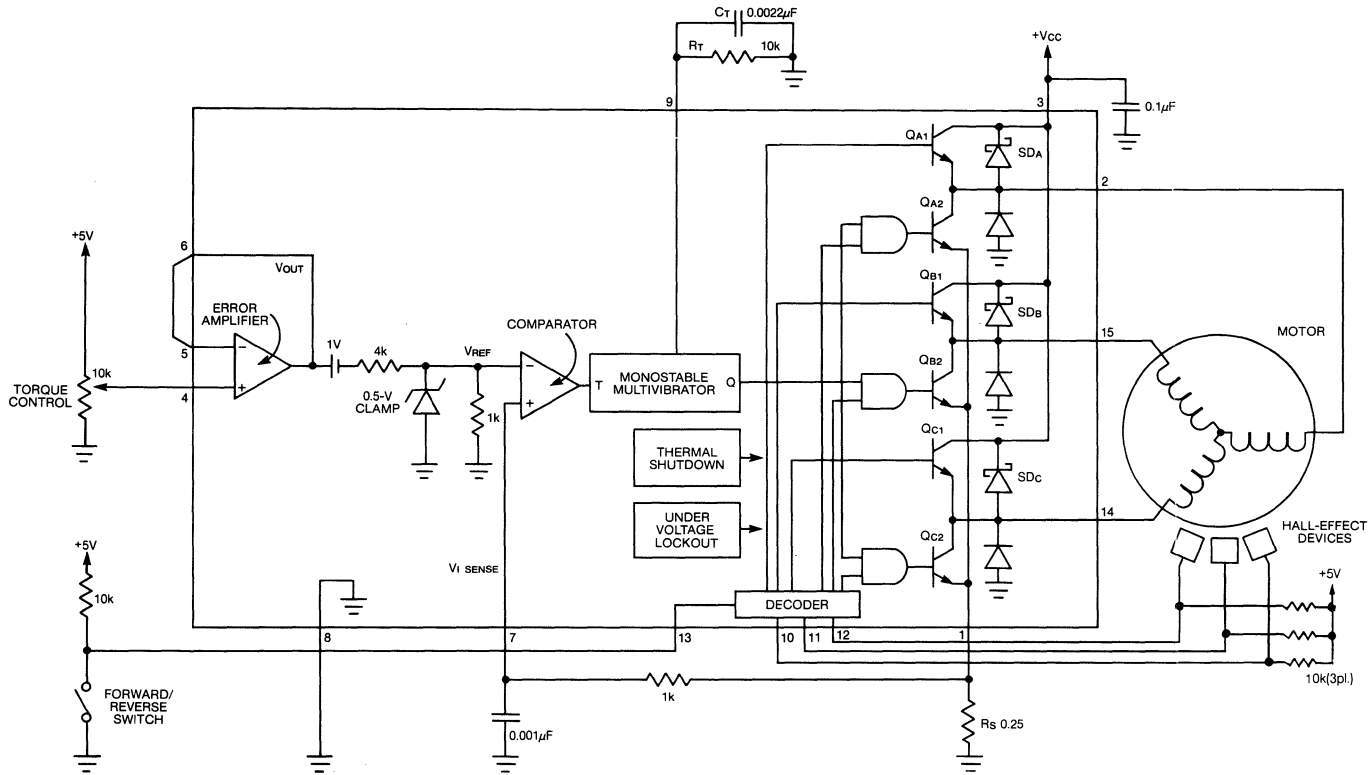 CT 0.0022µF
RT 10k
+VCC
9
3
0.1µF
QA1
SDA
2
QA2
+5V
6
VOUT
ERROR
AMPLIFIER
5
10k
TORQUE
CONTROL
4
1V
4k
VREF
0.5-V
CLAMP
1k
COMPARATOR
T
MONOSTABLE
MULTIVIBRATOR
Q
QB1
SDB
15
MOTOR
QB2
QC1
THERMAL
SHUTDOWN
SDC
UNDER
VOLTAGE
LOCKOUT
14
HALL-EFFECT
DEVICES
QC2
+5V
+5V
10k
VI SENSE
DECODER
8
7
13
10
11
12
1
10k(3pl.)
FORWARD/
REVERSE
SWITCH
1k
0.001µF
RS 0.25